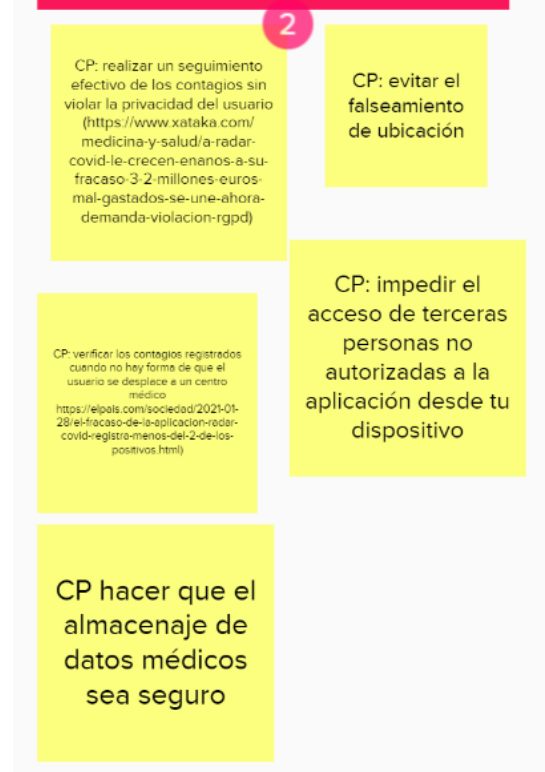 2
CP: realizar un seguimiento
efectivo de los contagios sin
violar la privacidad del usuario
(https://www.xataka.com/
medicina-y-salud/a-radar-
covid-le-crecen-enanos-a-su-
fracaso-3-2-millones-euros-
mal-gastados-se-une-ahora-
demanda-violacion-rgpd)
CP: evitar el
falseamiento
de ubicación
CP: impedir el
acceso de terceras
personas no
autorizadas a la
aplicación desde tu
dispositivo
CP: verificar los contagios registrados
cuando no hay forma de que el
usuario se desplace a un centro
médico
https://elpais.com/sociedad/2021-01-
28/el-fracaso-de-la-aplicacion-radar-
covid-registra-menos-del-2-de-los-
positivos.html)
CP hacer que el
almacenaje de
datos médicos
sea seguro